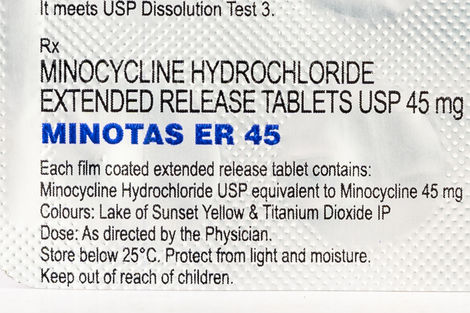 It meets USP Dissolution Test 3.
Rx
MINOCYCLINE HYDROCHLORIDE
EXTENDED RELEASE TABLETS USP 45 mg
MINOTAS ER 45
Each film coated extended release tablet contains:
Minocycline Hydrochloride USP equivalent to Minocycline 45 mg
Colours: Lake of Sunset Yellow & Titanium Dioxide IP
Dose: As directed by the Physician.
Store below 25°C. Protect from light and moisture.
Keep out of reach of children.